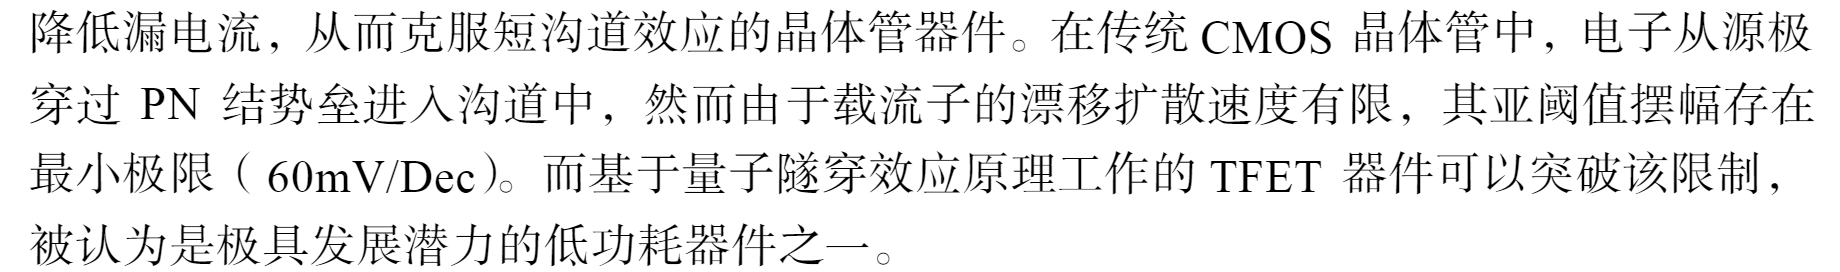 降低漏电流，从而克服短沟道效应的晶体管器件。在传统 CMOS 晶体管中，电子从源极
穿过 PN 结势垒进入沟道中，然而由于载流子的漂移扩散速度有限，其亚阈值摆幅存在
最小极限（60mV/Dec）。而基于量子隧穿效应原理工作的 TFET 器件可以突破该限制，
被认为是极具发展潜力的低功耗器件之一。